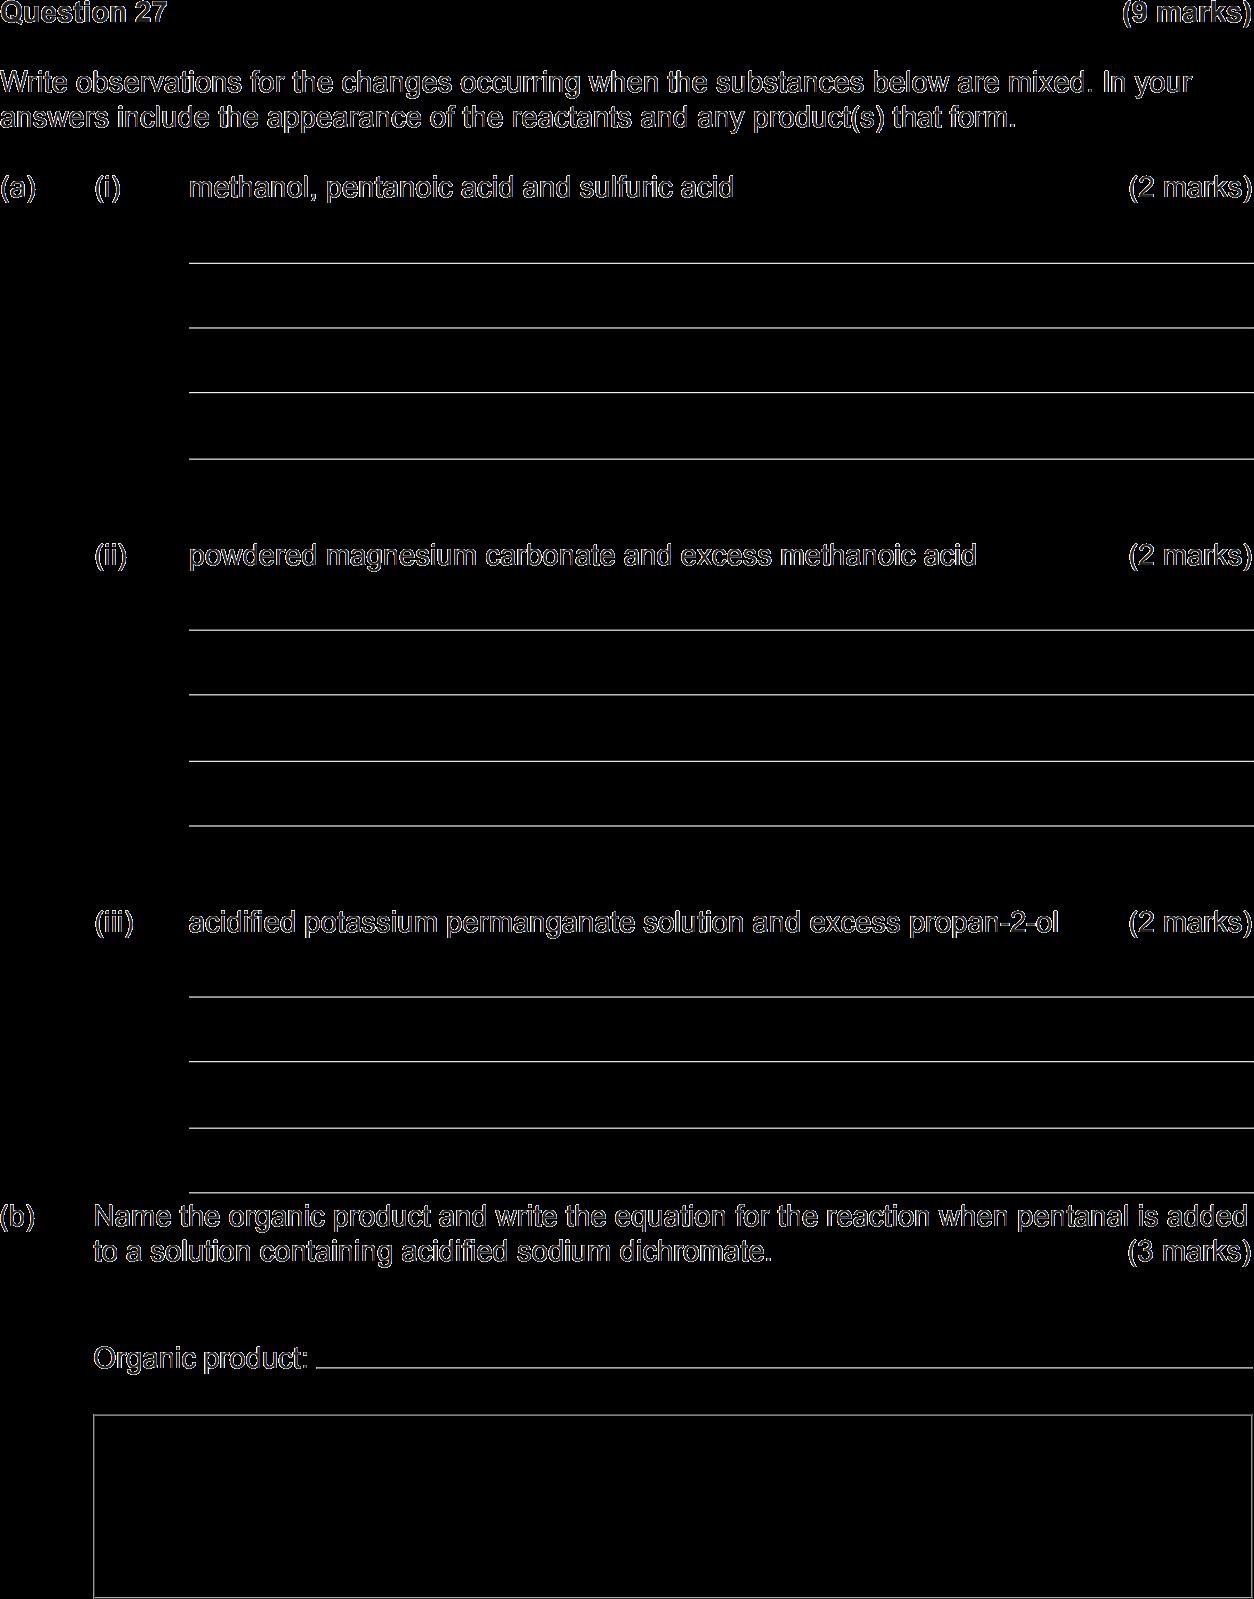 Question 27 (9 marks)
Write observations for the changes occurring when the substances below are mixed. In your
answers include the appearance of the reactants and any product(s) that form.
(a) (i) methanol, pentanoic acid and sulfuric acid (2 marks)
(ii) powdered magnesium carbonate and excess methanoic acid (2 marks)
(iii) acidified potassium permanganate solution and excess propan-2-ol (2 marks)
(b) Name the organic product and write the equation for the reaction when pentanal is added
to a solution containing acidified sodium dichromate. (3 marks)
Organic product: